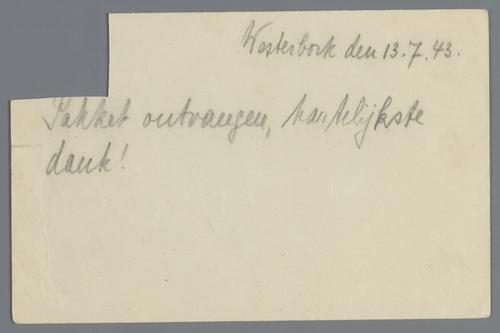 Westerbork den 13.7.43.
Pakket ontvangen, hartelijkste
dank!